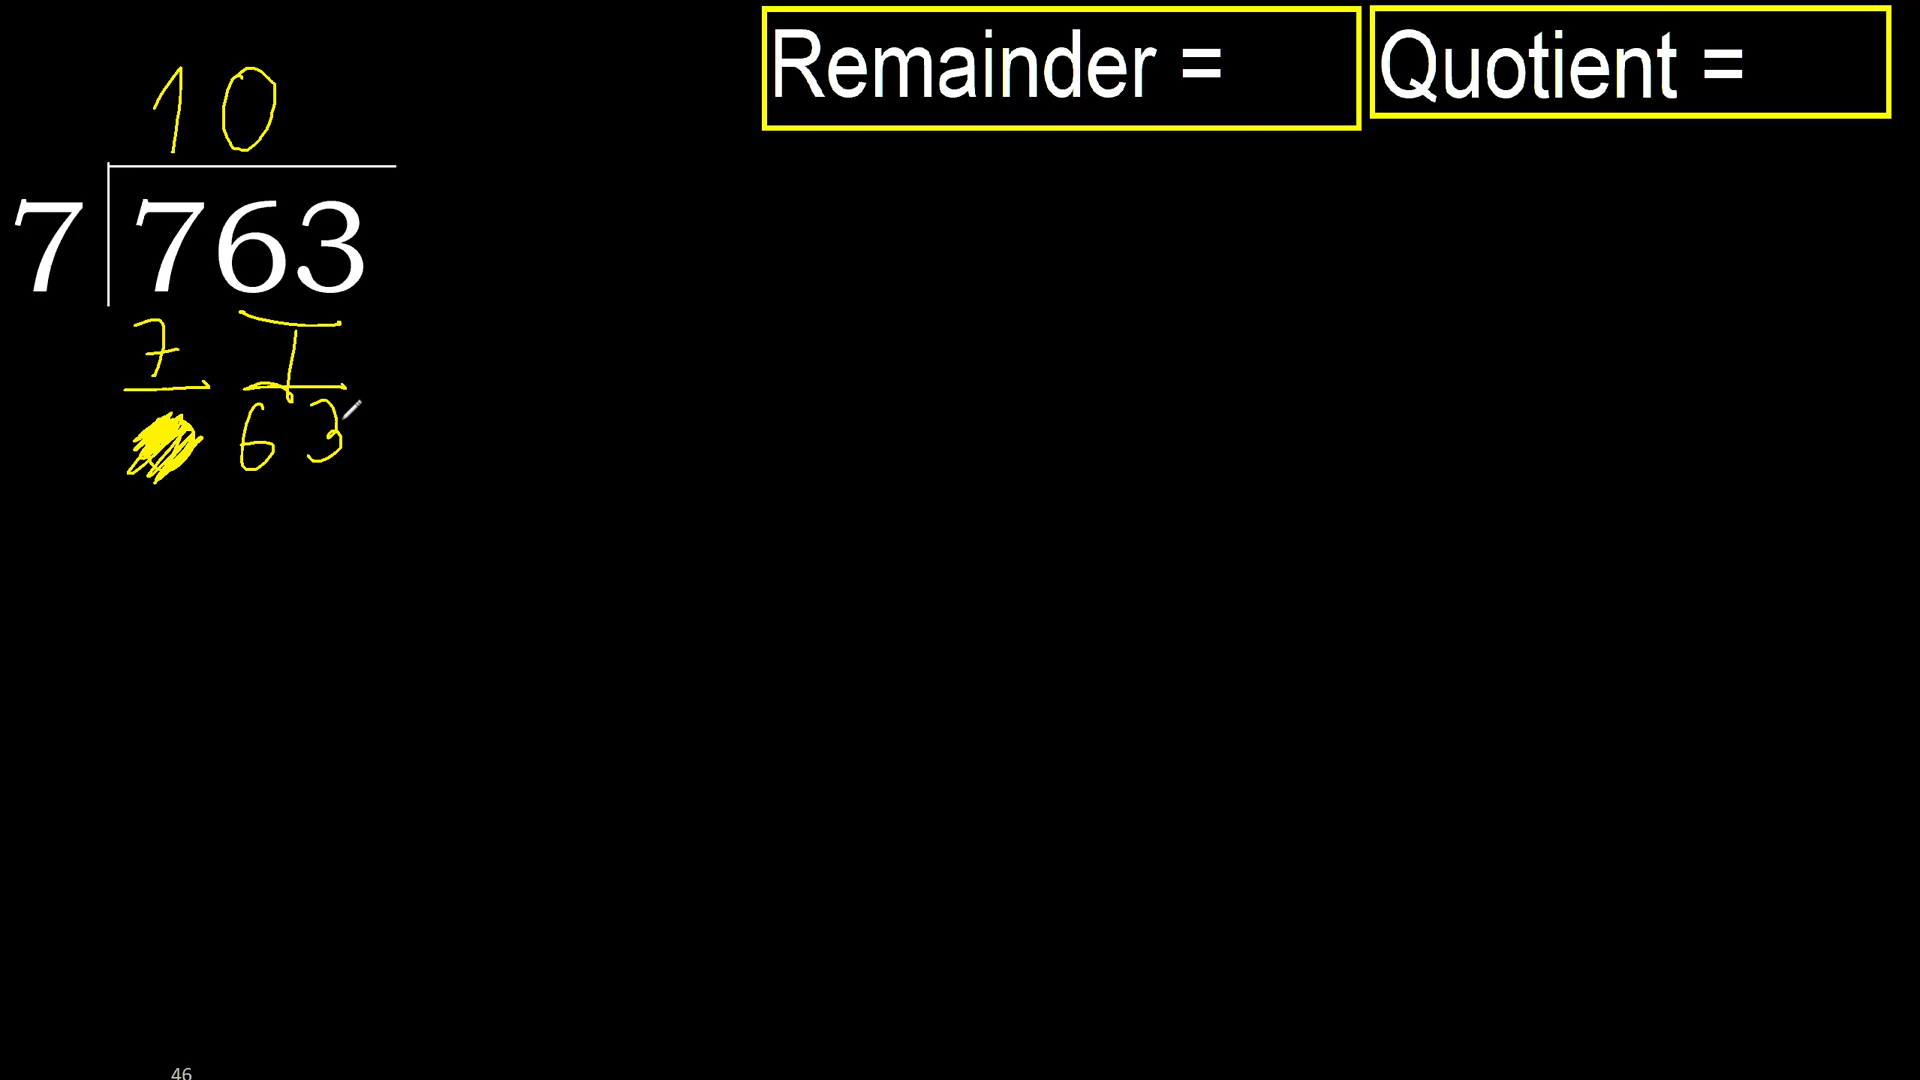 Remainder =
Quotient =
10
7 763
7
63
46